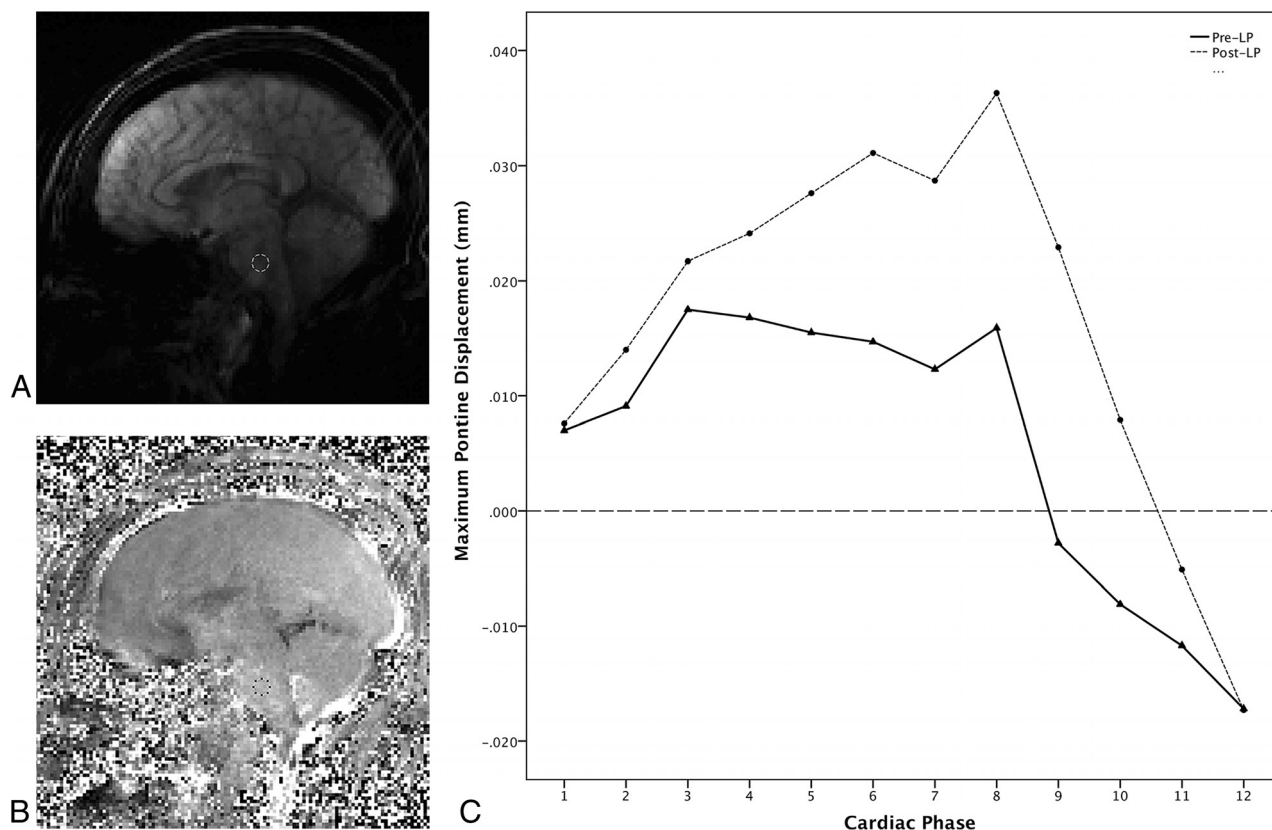 A
B
C
Maximum Pontine Displacement (mm)
.040
.030
.020
.010
.000
-.010
-.020
1 2 3 4 5 6 7 8 9 10 11 12
Cardiac Phase
Pre-LP
Post-LP
...